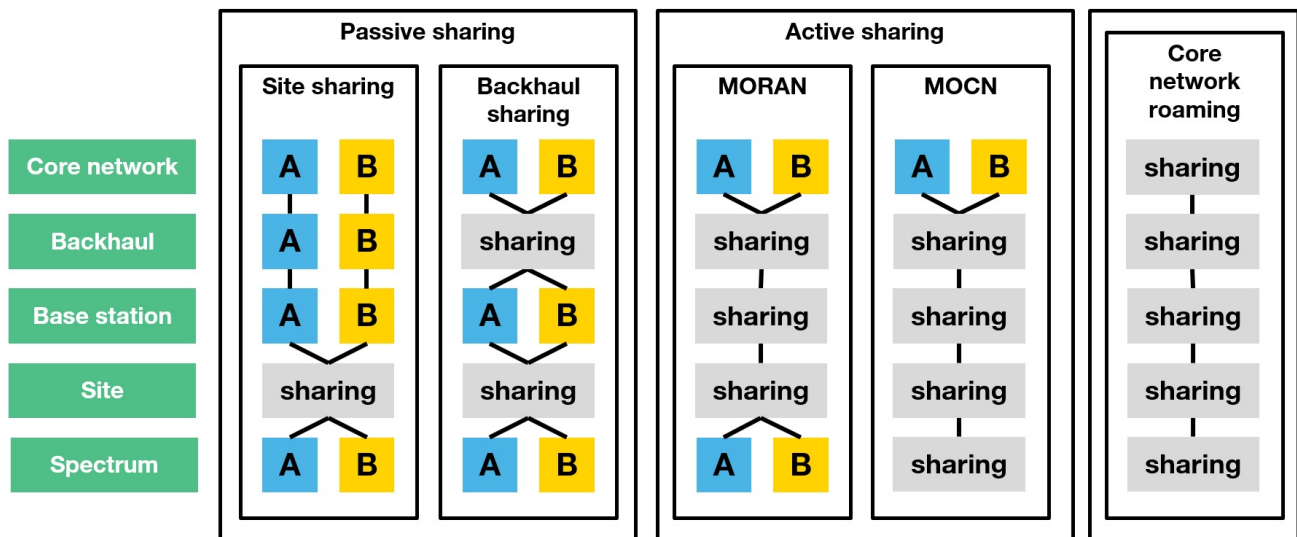 Passive sharing
Active sharing
Site sharing
Backhaul
sharing
MORAN
MOCN
Core
network
roaming
Core network
A B
A B
A B
A B
sharing
Backhaul
A B
sharing
sharing
sharing
sharing
Base station
A B
A B
sharing
sharing
sharing
Site
sharing
sharing
sharing
sharing
sharing
Spectrum
A B
A B
A B
sharing
sharing